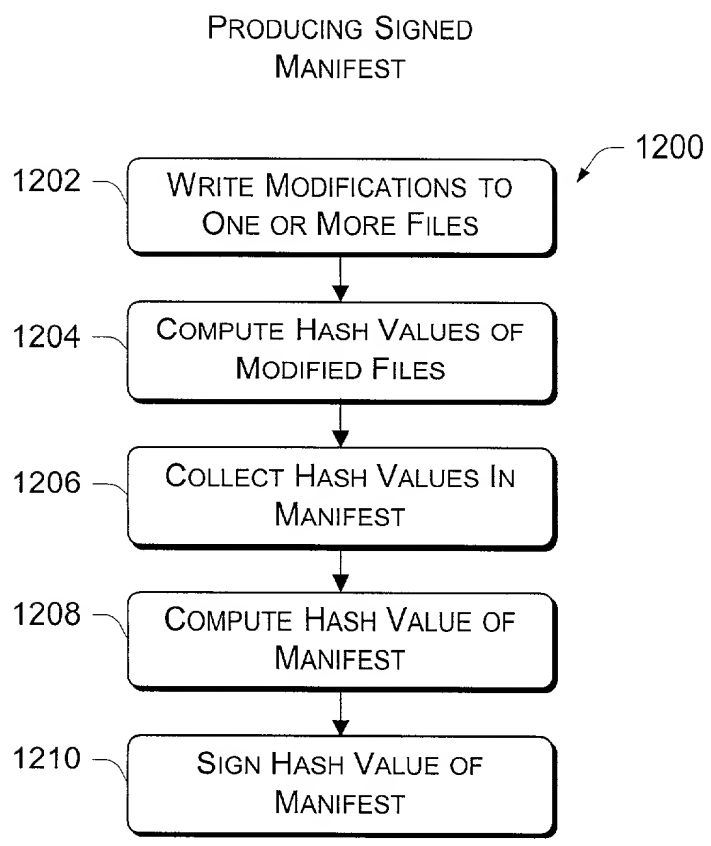 PRODUCING SIGNED
MANIFEST
1200
1202
WRITE MODIFICATIONS TO
ONE OR MORE FILES
1204
COMPUTE HASH VALUES OF
MODIFIED FILES
1206
COLLECT HASH VALUES IN
MANIFEST
1208
COMPUTE HASH VALUE OF
MANIFEST
1210
SIGN HASH VALUE OF
MANIFEST